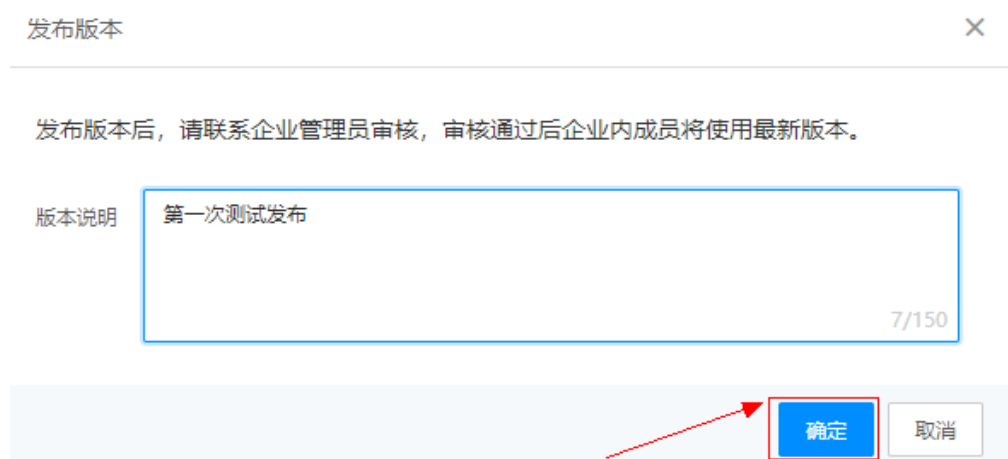 发布版本
发布版本后，请联系企业管理员审核，审核通过后企业内成员将使用最新版本。
版本说明
第一次测试发布
7/150
确定
取消